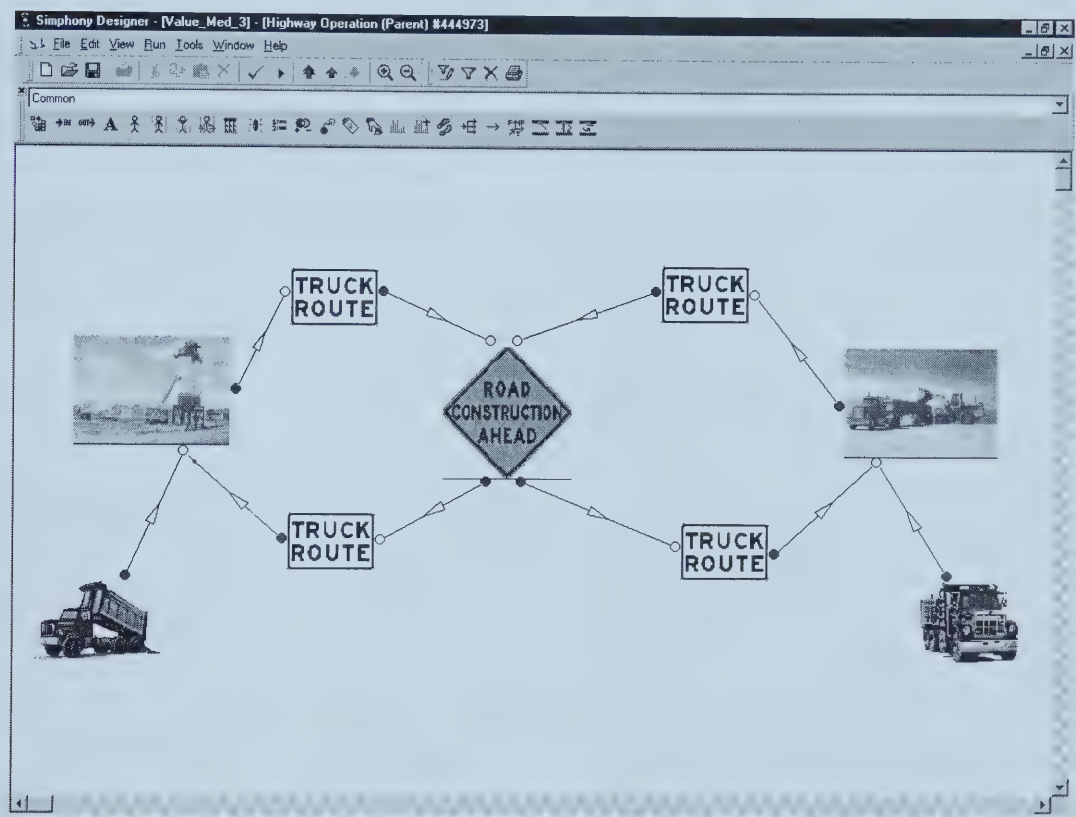 Simphony Designer - [Value_Med_3] - [Highway Operation (Parent) #444973]
File Edit View Run Tools Window Help
Common
A
TRUCK
ROUTE
TRUCK
ROUTE
ROAD
CONSTRUCTION
AHEAD
TRUCK
ROUTE
TRUCK
ROUTE